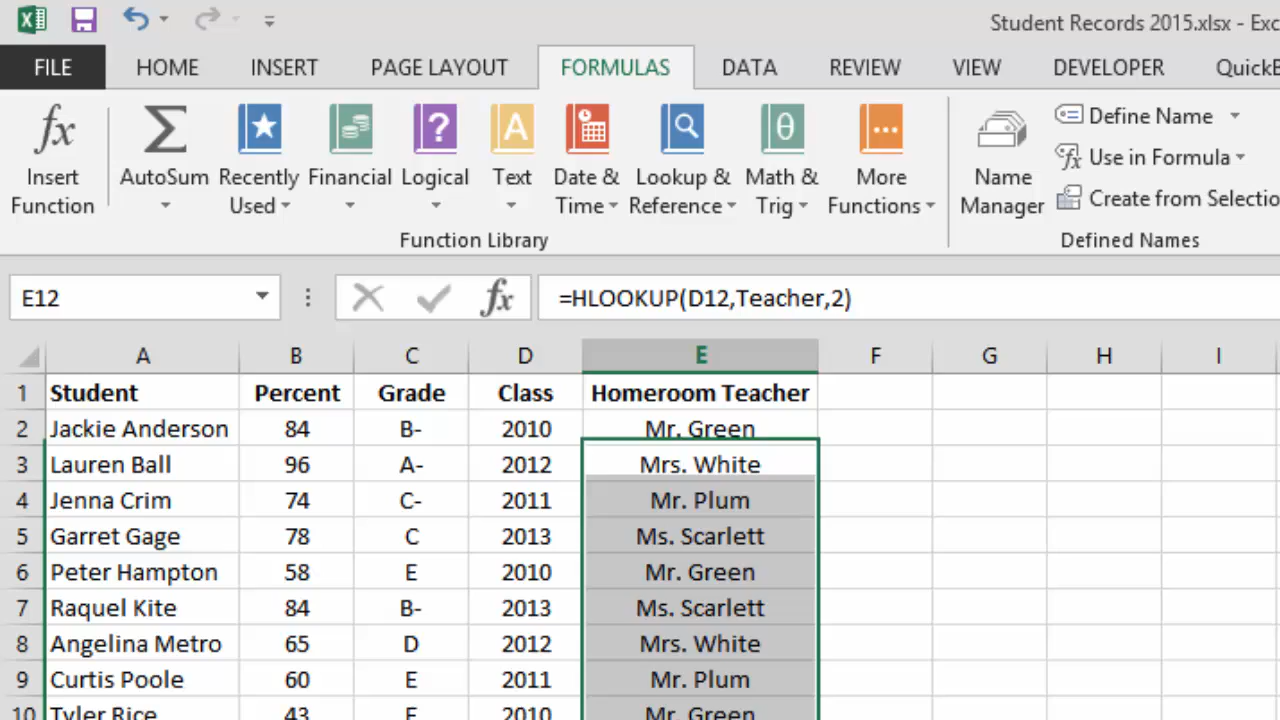 Student Records 2015.xlsx - Exc
FILE HOME INSERT PAGE LAYOUT FORMULAS DATA REVIEW VIEW DEVELOPER QuickB
fx Σ ★ ? A θ ...
Insert Function
AutoSum
Recently Used
Financial
Logical
Text
Date & Time
Lookup & Reference
Math & Trig
More Functions
Name Manager
Define Name
Use in Formula
Create from Selectio
Function Library
Defined Names
E12 fx =HLOOKUP(D12,Teacher,2)
A B C D E F G H I
1 Student Percent Grade Class Homeroom Teacher
2 Jackie Anderson 84 B- 2010 Mr. Green
3 Lauren Ball 96 A- 2012 Mrs. White
4 Jenna Crim 74 C- 2011 Mr. Plum
5 Garret Gage 78 C 2013 Ms. Scarlett
6 Peter Hampton 58 E 2010 Mr. Green
7 Raquel Kite 84 B- 2013 Ms. Scarlett
8 Angelina Metro 65 D 2012 Mrs. White
9 Curtis Poole 60 E 2011 Mr. Plum
10 Tyler Rice 43 2010 Mr. Green